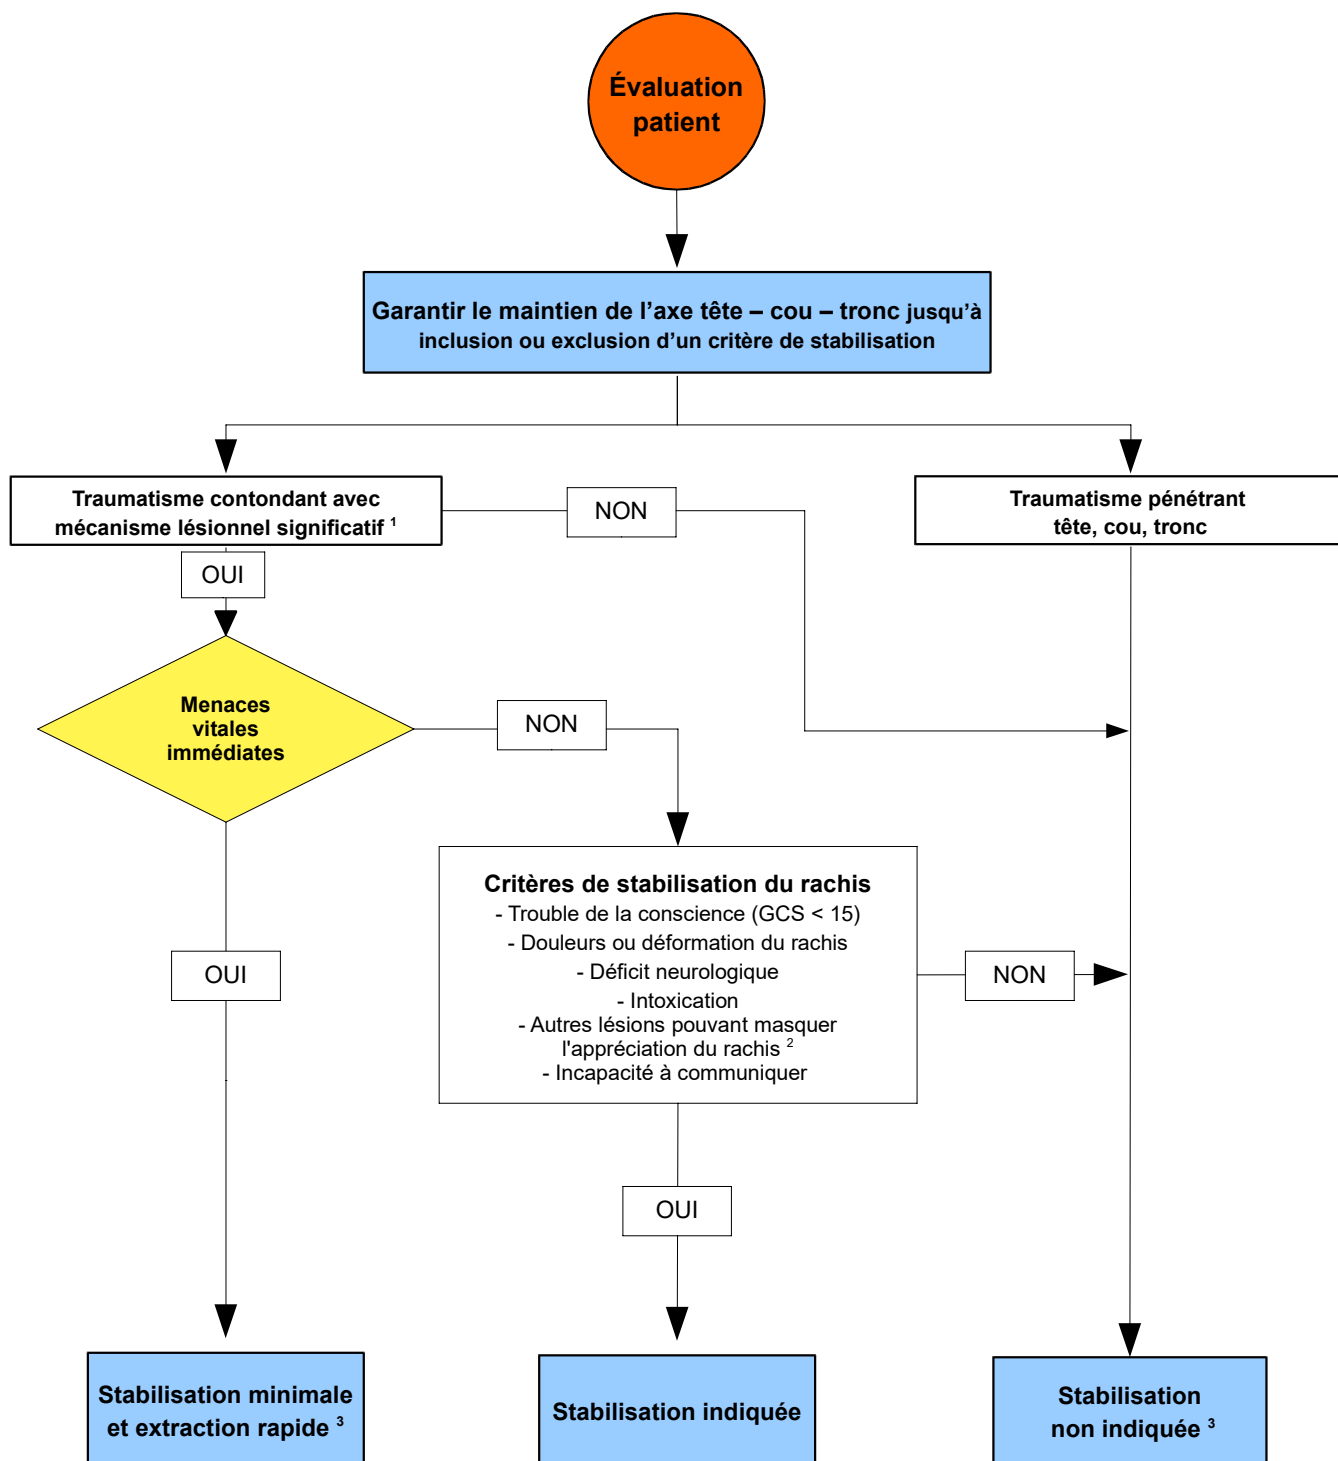 Évaluation
patient
Garantir le maintien de l’axe tête – cou – tronc jusqu’à
inclusion ou exclusion d’un critère de stabilisation
Traumatisme contondant avec
mécanisme lésionnel significatif 1
NON
Traumatisme pénétrant
tête, cou, tronc
OUI
Menaces
vitales
immédiates
NON
Critères de stabilisation du rachis
- Trouble de la conscience (GCS < 15)
- Douleurs ou déformation du rachis
- Déficit neurologique
- Intoxication
- Autres lésions pouvant masquer
l'appréciation du rachis 2
- Incapacité à communiquer
OUI
NON
OUI
Stabilisation minimale
et extraction rapide 3
Stabilisation indiquée
Stabilisation
non indiquée 3